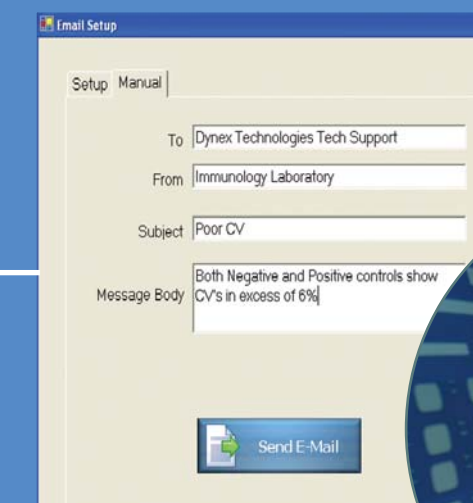 Email Setup
Setup Manual
To Dynex Technologies Tech Support
From Immunology Laboratory
Subject Poor CV
Message Body Both Negative and Positive controls show
CV's in excess of 6%
Send E-Mail